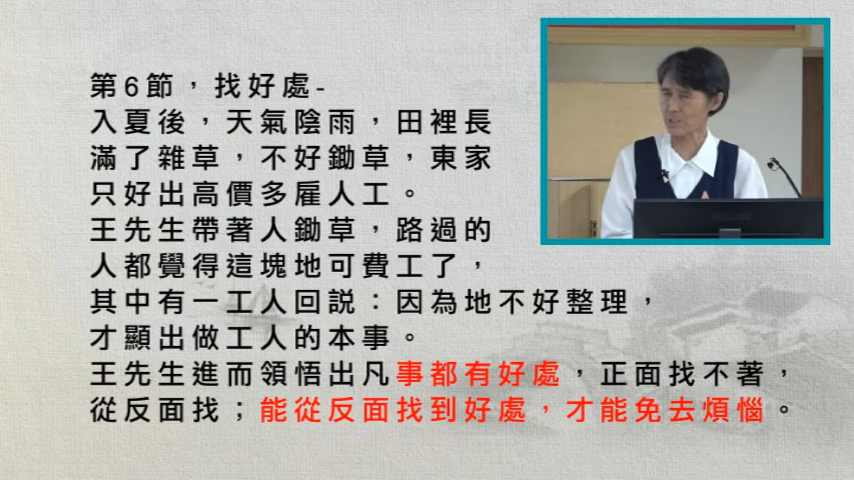 第6節，找好處-
入夏後，天氣陰雨，田裡長
滿了雜草，不好鋤草，東家
只好出高價多雇人工。
王先生帶著人鋤草，路過的
人都覺得這塊地可費工了，
其中有一工人回說：因為地不好整理，
才顯出做工人的本事。
王先生進而領悟出凡事都有好處，正面找不著，
從反面找；能從反面找到好處，才能免去煩惱。